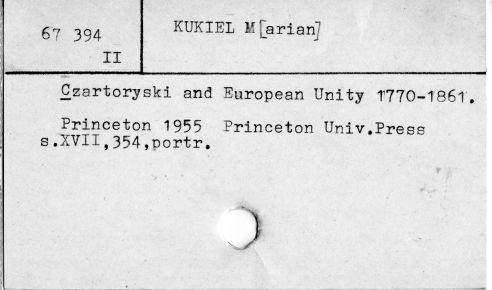 67 394
II
KUKIEL M[arian]
Czartoryski and European Unity 1770-1861.
Princeton 1955 Princeton Univ.Press
s.XVII,354,portr.